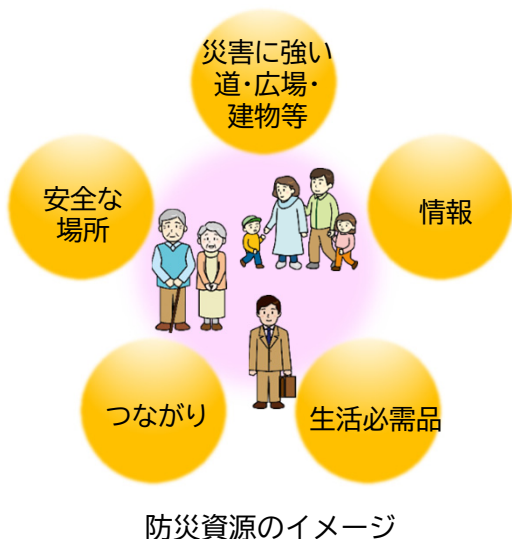 災害に強い
道・広場・
建物等
安全な
場所
情報
つながり
生活必需品
防災資源のイメージ